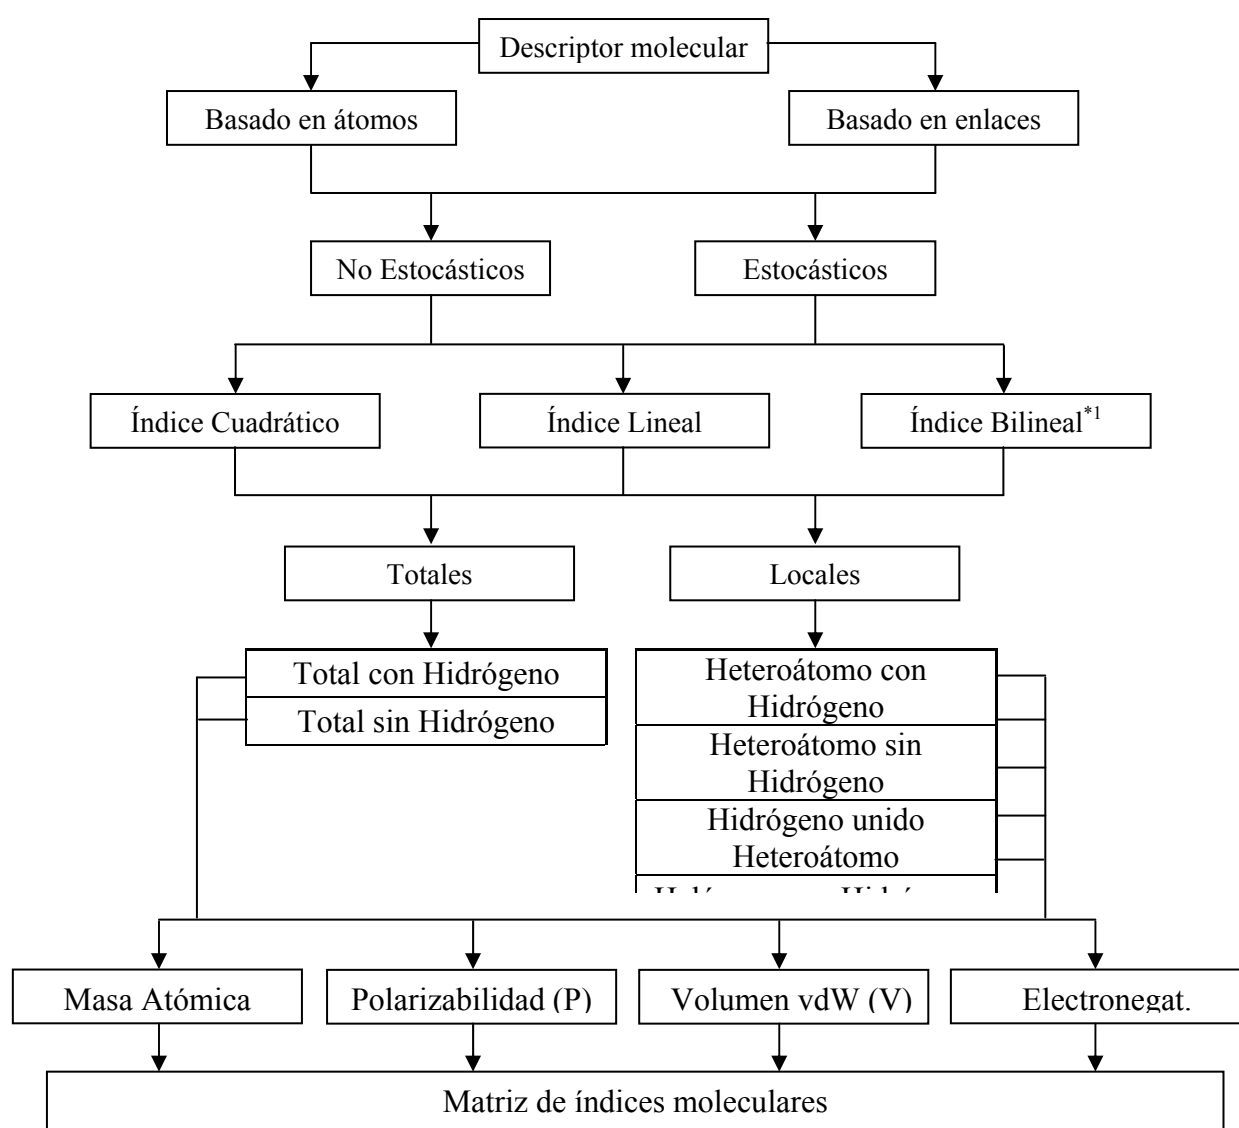 Descriptor molecular
Basado en átomos
Basado en enlaces
No Estocásticos
Estocásticos
Índice Cuadrático
Índice Lineal
Índice Bilineal*1
Totales
Locales
Total con Hidrógeno
Total sin Hidrógeno
Heteroátomo con
Hidrógeno
Heteroátomo sin
Hidrógeno
Hidrógeno unido
Heteroátomo
Masa Atómica
Polarizabilidad (P)
Volumen vdW (V)
Electronegat.
Matriz de índices moleculares